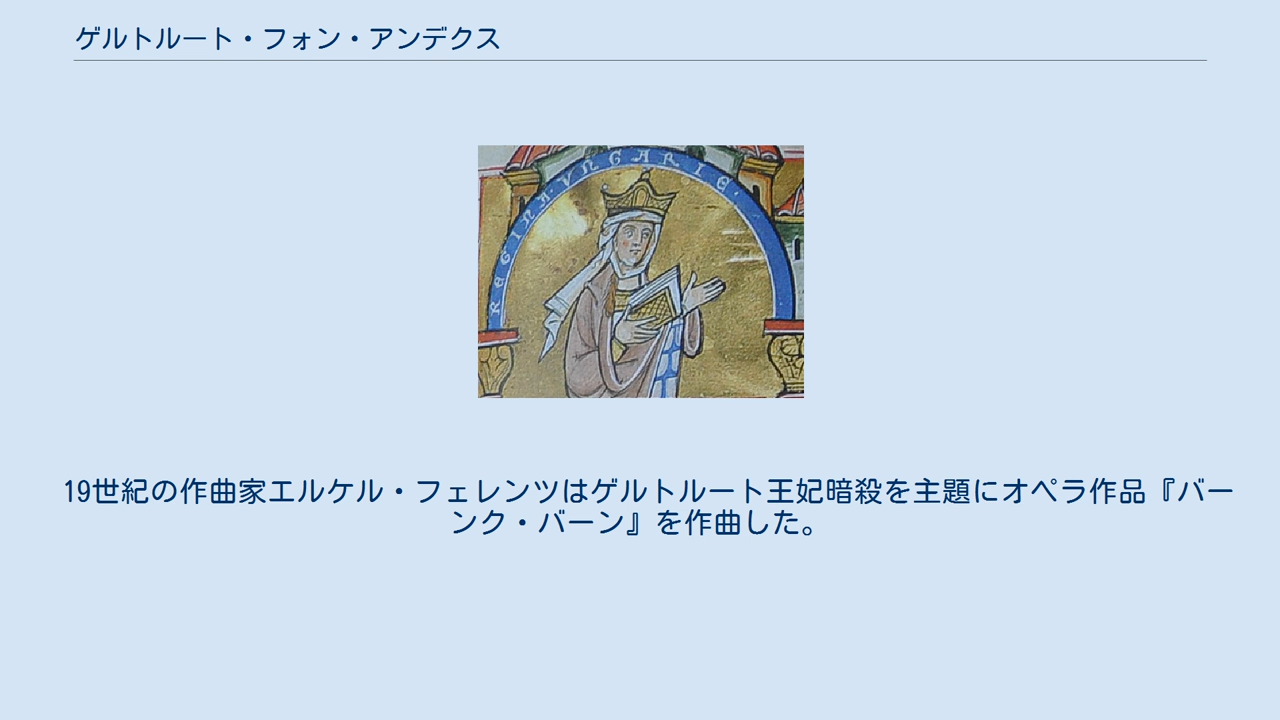 ゲルトルート・フォン・アンデクス
REGINA·VNGARIE·
19世紀の作曲家エルケル・フェレンツはゲルトルート王妃暗殺を主題にオペラ作品『バー
ンク・バーン』を作曲した。